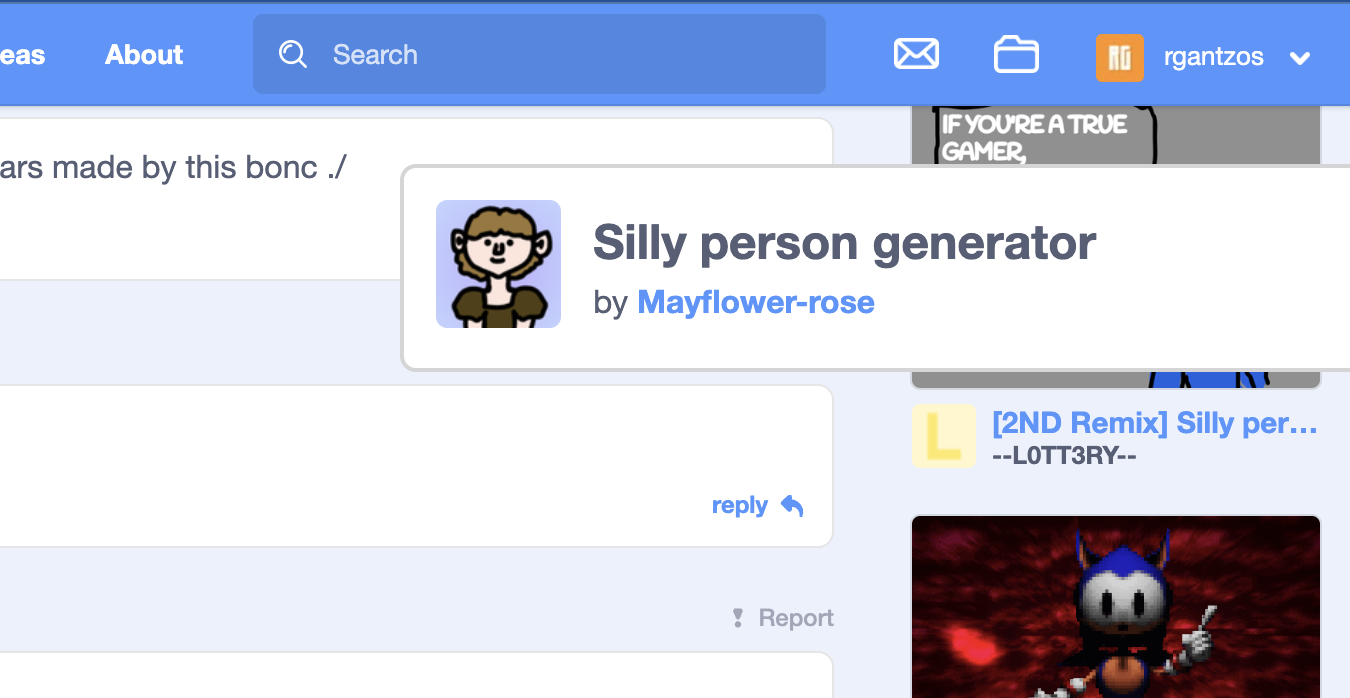 eas
About
Search
RG
rgantzos
IF YOU'RE A TRUE
GAMER,
ars made by this bonc ./
Silly person generator
by Mayflower-rose
L
[2ND Remix] Silly per...
--L0TT3RY--
reply
Report